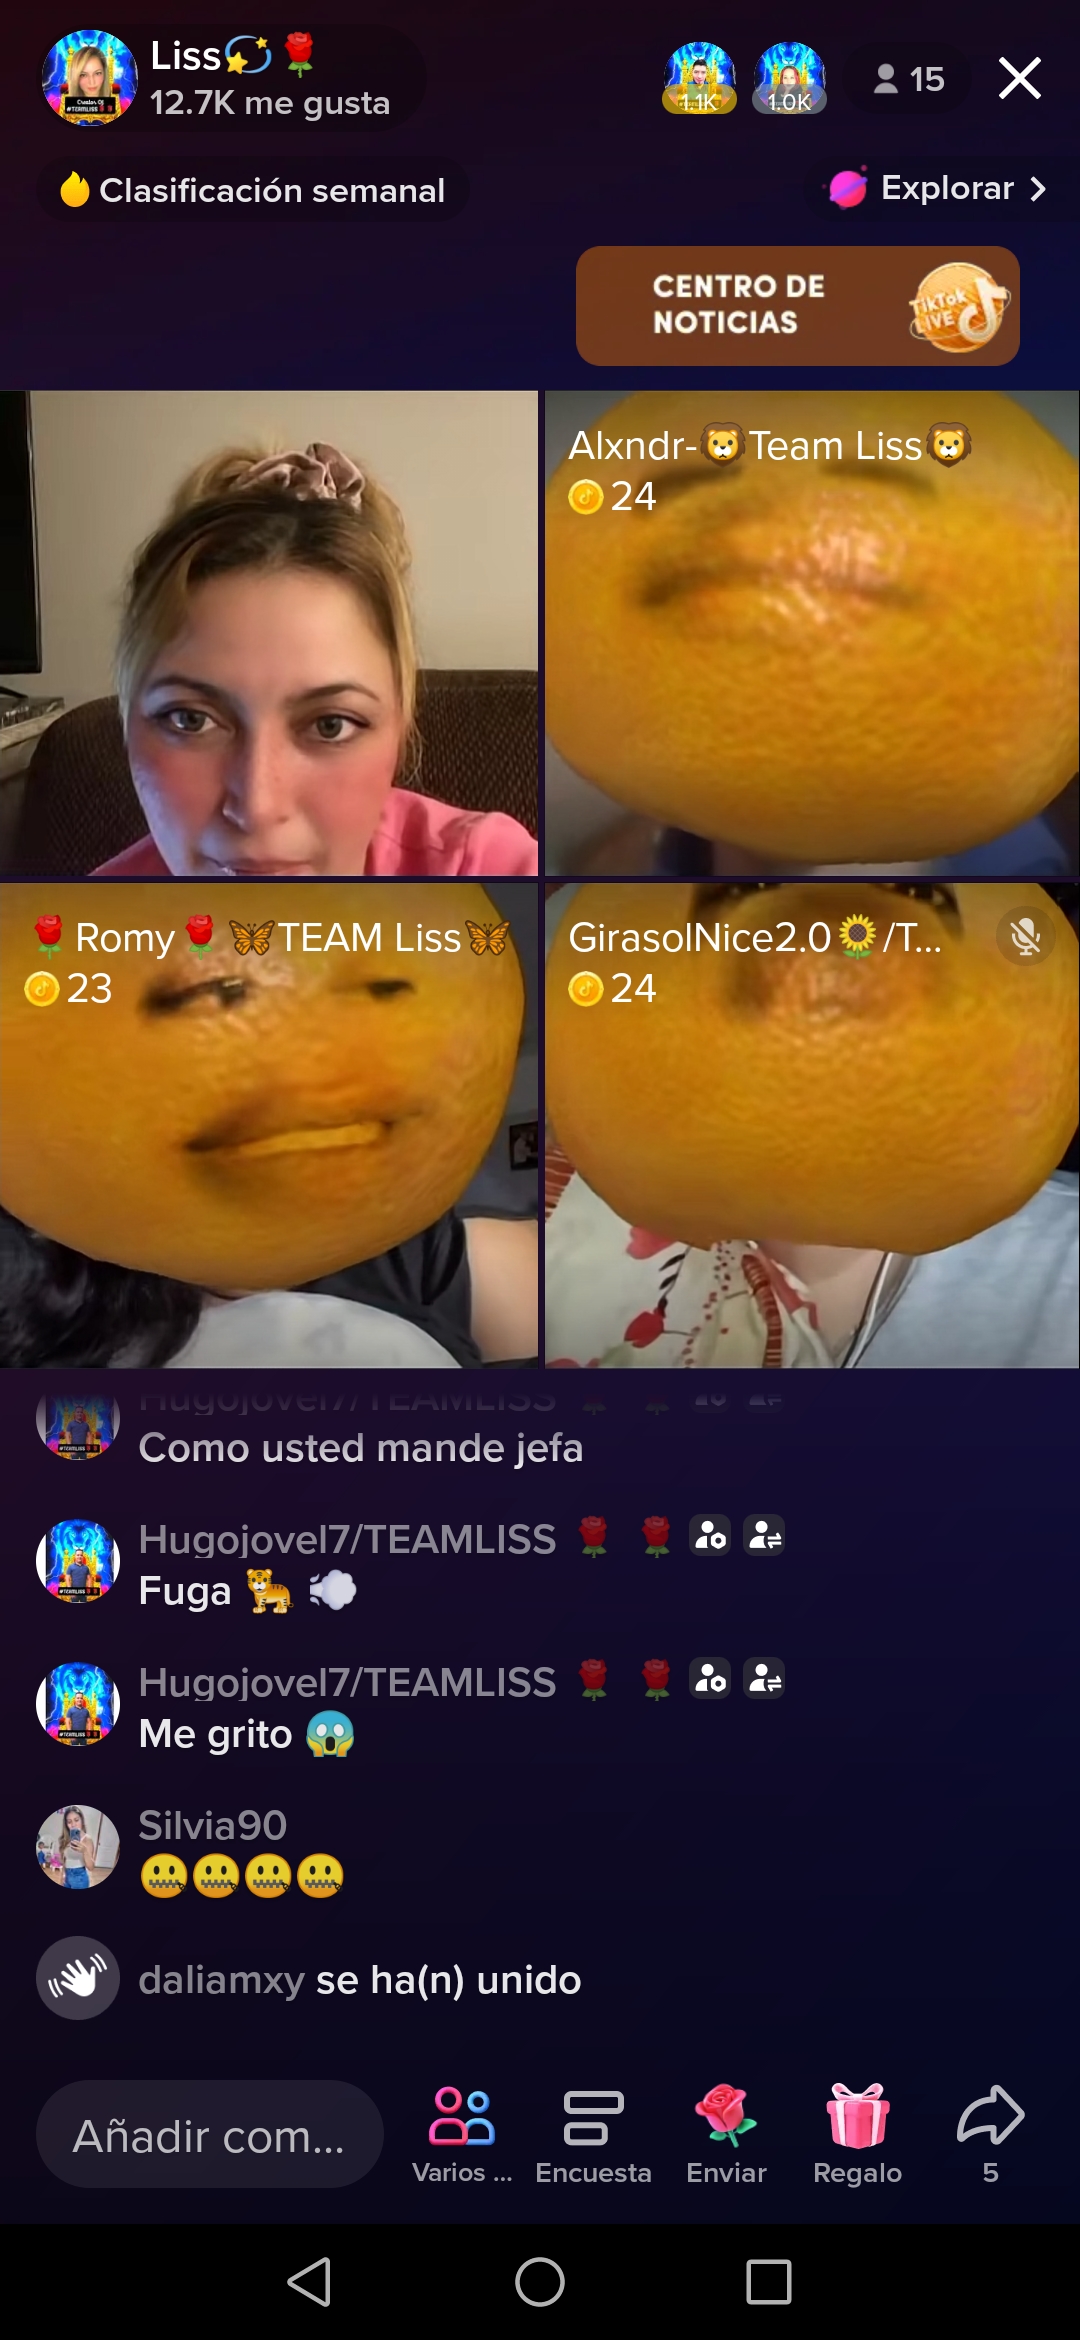 Liss💫🌹
12.7K me gusta
1.1K
1.0K
15
Clasificación semanal
Explorar >
CENTRO DE
NOTICIAS
TikTok
LIVE
Alxndr-🦁Team Liss🦁
24
🌹Romy🌹🦋TEAM Liss🦋
23
GirasolNice2.0🌻/T...
24
Hugojovel7/TEAMLISS 🌹 🌹
Como usted mande jefa
Hugojovel7/TEAMLISS 🌹 🌹
Fuga 🐅 💨
Hugojovel7/TEAMLISS 🌹 🌹
Me grito 😱
Silvia90
🤐🤐🤐🤐
daliamxy se ha(n) unido
Añadir com...
Varios ...
Encuesta
Enviar
Regalo
5